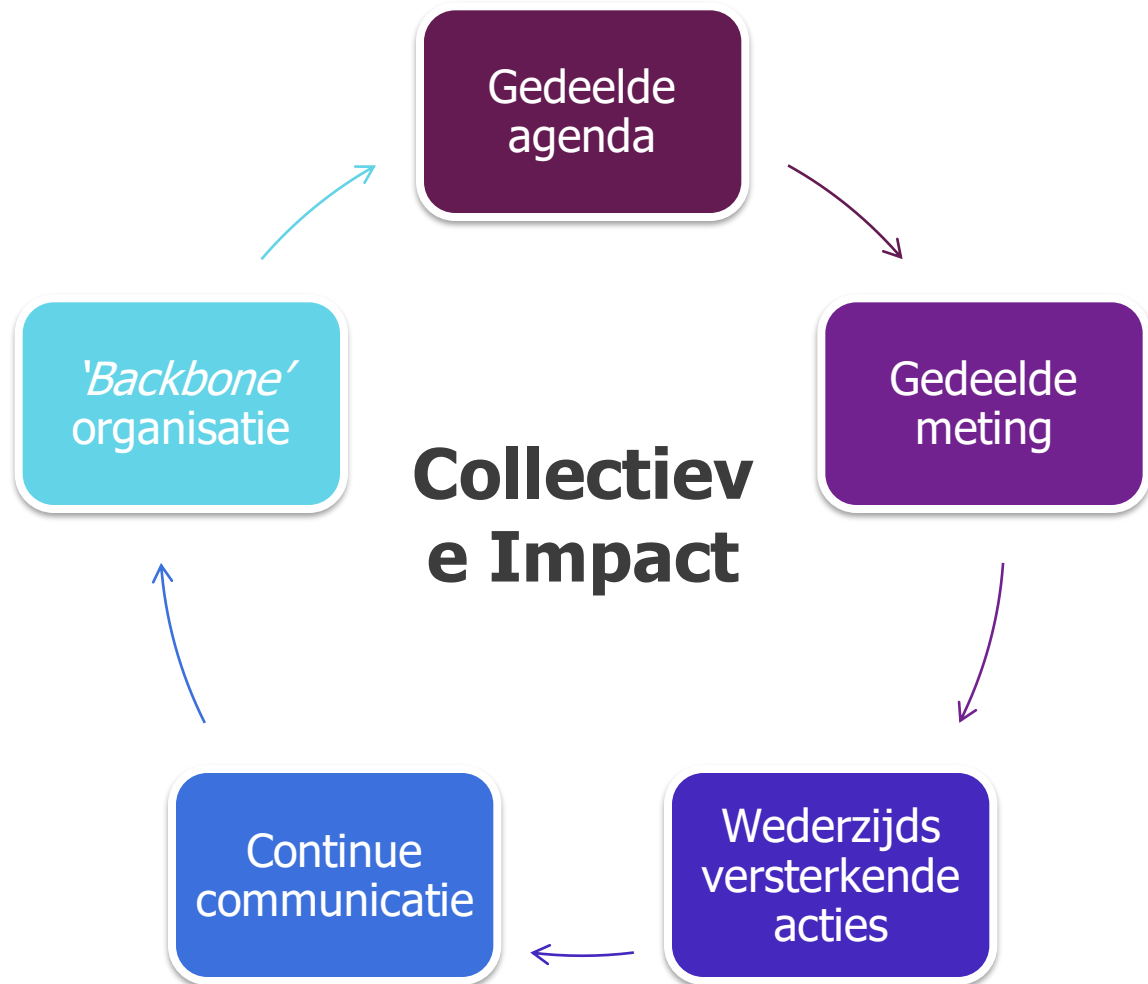 Gedeelde
agenda
Gedeelde
meting
Wederzijds
versterkende
acties
Continue
communicatie
‘Backbone’
organisatie
Collectiev
e Impact